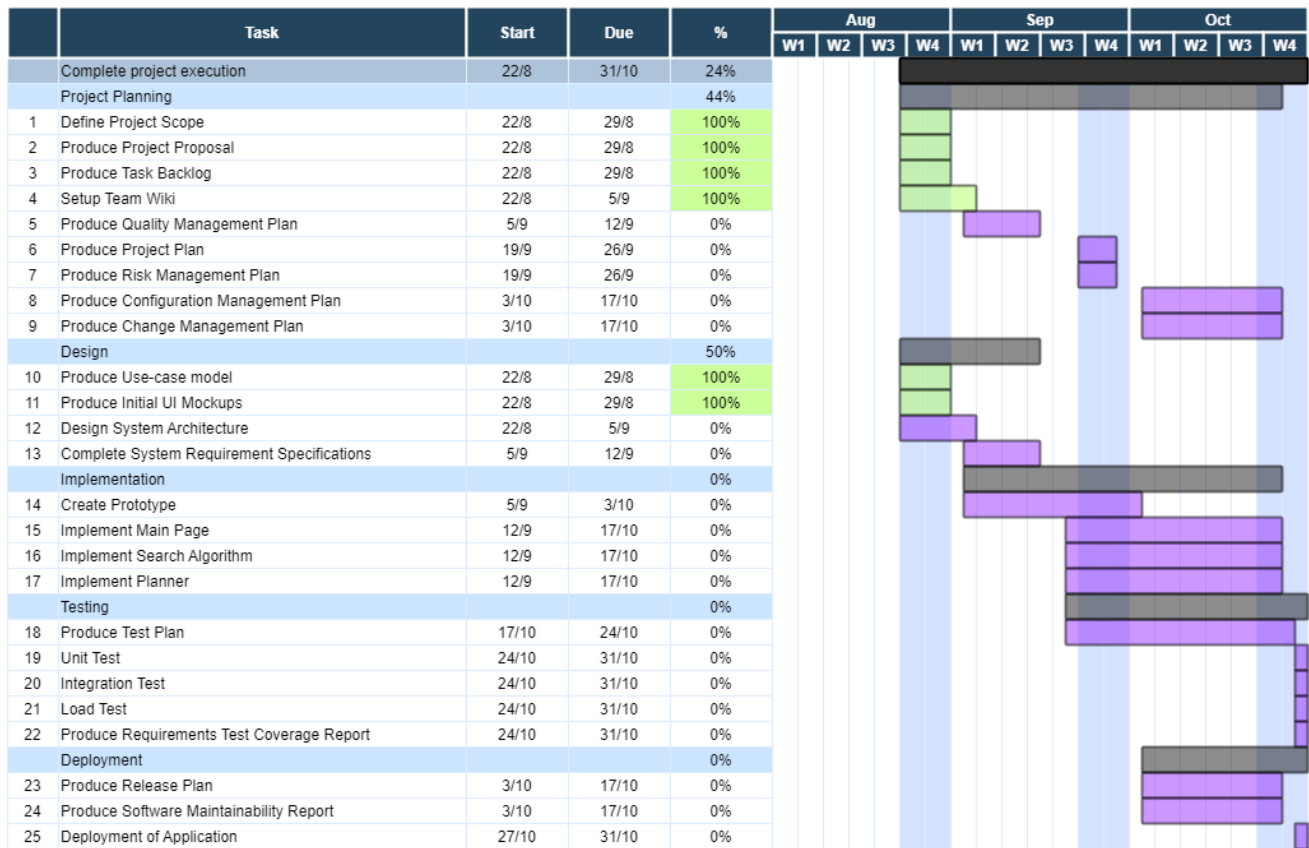 Task Start Due % Aug Sep Oct
W1 W2 W3 W4 W1 W2 W3 W4 W1 W2 W3 W4
Complete project execution 22/8 31/10 24%
Project Planning 44%
1 Define Project Scope 22/8 29/8 100%
2 Produce Project Proposal 22/8 29/8 100%
3 Produce Task Backlog 22/8 29/8 100%
4 Setup Team Wiki 22/8 5/9 100%
5 Produce Quality Management Plan 5/9 12/9 0%
6 Produce Project Plan 19/9 26/9 0%
7 Produce Risk Management Plan 19/9 26/9 0%
8 Produce Configuration Management Plan 3/10 17/10 0%
9 Produce Change Management Plan 3/10 17/10 0%
Design 50%
10 Produce Use-case model 22/8 29/8 100%
11 Produce Initial UI Mockups 22/8 29/8 100%
12 Design System Architecture 22/8 5/9 0%
13 Complete System Requirement Specifications 5/9 12/9 0%
Implementation 0%
14 Create Prototype 5/9 3/10 0%
15 Implement Main Page 12/9 17/10 0%
16 Implement Search Algorithm 12/9 17/10 0%
17 Implement Planner 12/9 17/10 0%
Testing 0%
18 Produce Test Plan 17/10 24/10 0%
19 Unit Test 24/10 31/10 0%
20 Integration Test 24/10 31/10 0%
21 Load Test 24/10 31/10 0%
22 Produce Requirements Test Coverage Report 24/10 31/10 0%
Deployment 0%
23 Produce Release Plan 3/10 17/10 0%
24 Produce Software Maintainability Report 3/10 17/10 0%
25 Deployment of Application 27/10 31/10 0%